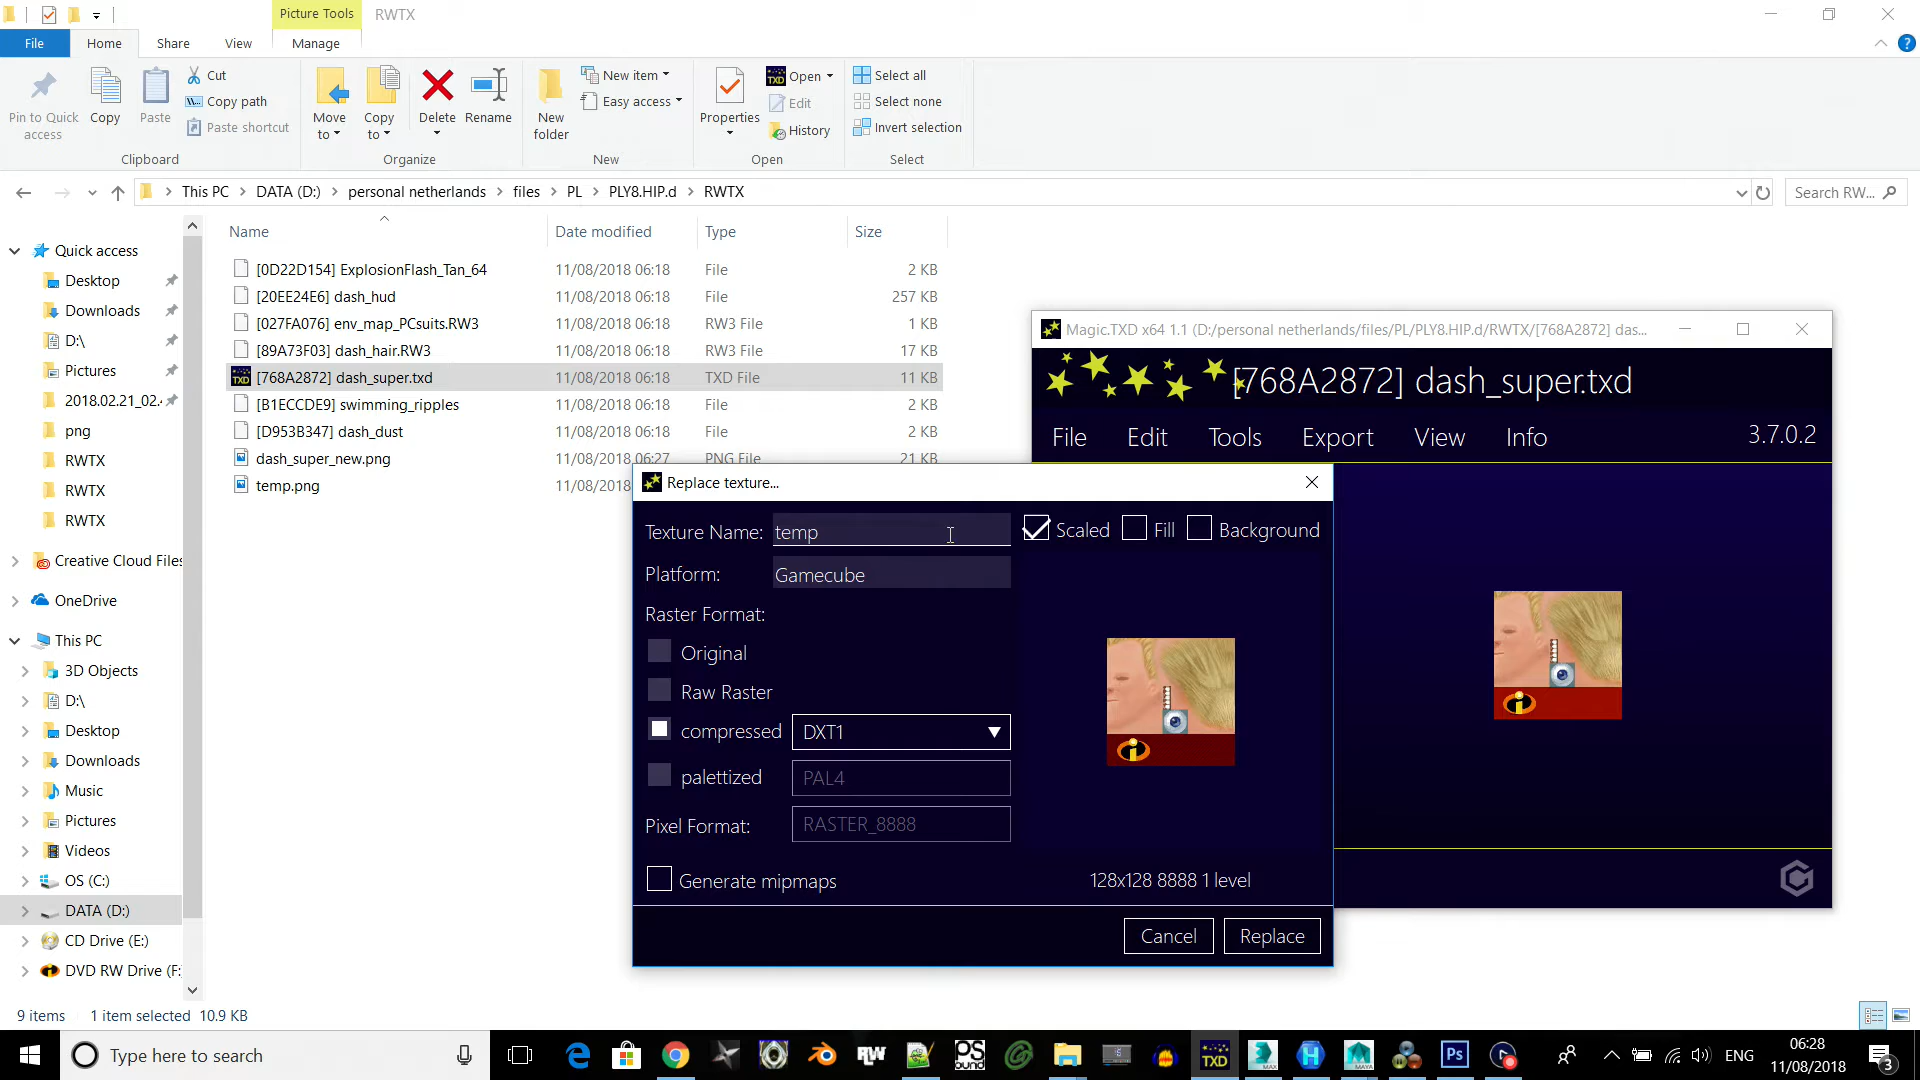 Picture Tools
RWTX
File
Home
Share
View
Manage
Pin to Quick access
Copy
Paste
Cut
Copy path
Paste shortcut
Clipboard
Move to
Copy to
Delete
Rename
Organize
New folder
New item
Easy access
New
Properties
Open
Edit
History
Open
Select all
Select none
Invert selection
Select
This PC
DATA (D:)
personal netherlands
files
PL
PLY8.HIP.d
RWTX
Search RW...
Name
Date modified
Type
Size
[0D22D154] ExplosionFlash_Tan_64 11/08/2018 06:18 File 2 KB
[20EE24E6] dash_hud 11/08/2018 06:18 File 257 KB
[027FA076] env_map_PCsuits.RW3 11/08/2018 06:18 RW3 File 1 KB
[89A73F03] dash_hair.RW3 11/08/2018 06:18 RW3 File 17 KB
TXD [768A2872] dash_super.txd 11/08/2018 06:18 TXD File 11 KB
[B1ECCDE9] swimming_ripples 11/08/2018 06:18 File 2 KB
[D953B347] dash_dust 11/08/2018 06:18 File 2 KB
dash_super_new.png 11/08/2018 06:27 PNG File 21 KB
temp.png 11/08/2018
Quick access
Desktop
Downloads
D:\
Pictures
2018.02.21_02.
png
RWTX
RWTX
RWTX
Creative Cloud Files
OneDrive
This PC
3D Objects
D:\
Desktop
Downloads
Music
Pictures
Videos
OS (C:)
DATA (D:)
CD Drive (E:)
DVD RW Drive (F:
9 items
1 item selected 10.9 KB
Magic.TXD x64 1.1 (D:/personal netherlands/files/PL/PLY8.HIP.d/RWTX/[768A2872] das...
[768A2872] dash_super.txd
File
Edit
Tools
Export
View
Info
3.7.0.2
Replace texture...
Texture Name: temp
Scaled
Fill
Background
Platform: Gamecube
Raster Format:
Original
Raw Raster
compressed DXT1
palettized PAL4
Pixel Format: RASTER_8888
Generate mipmaps
128x128 8888 1 level
Cancel
Replace
Type here to search
RW
PS
OUND
TXD
MAX
MAYA
Ps
ENG
06:28
11/08/2018
3